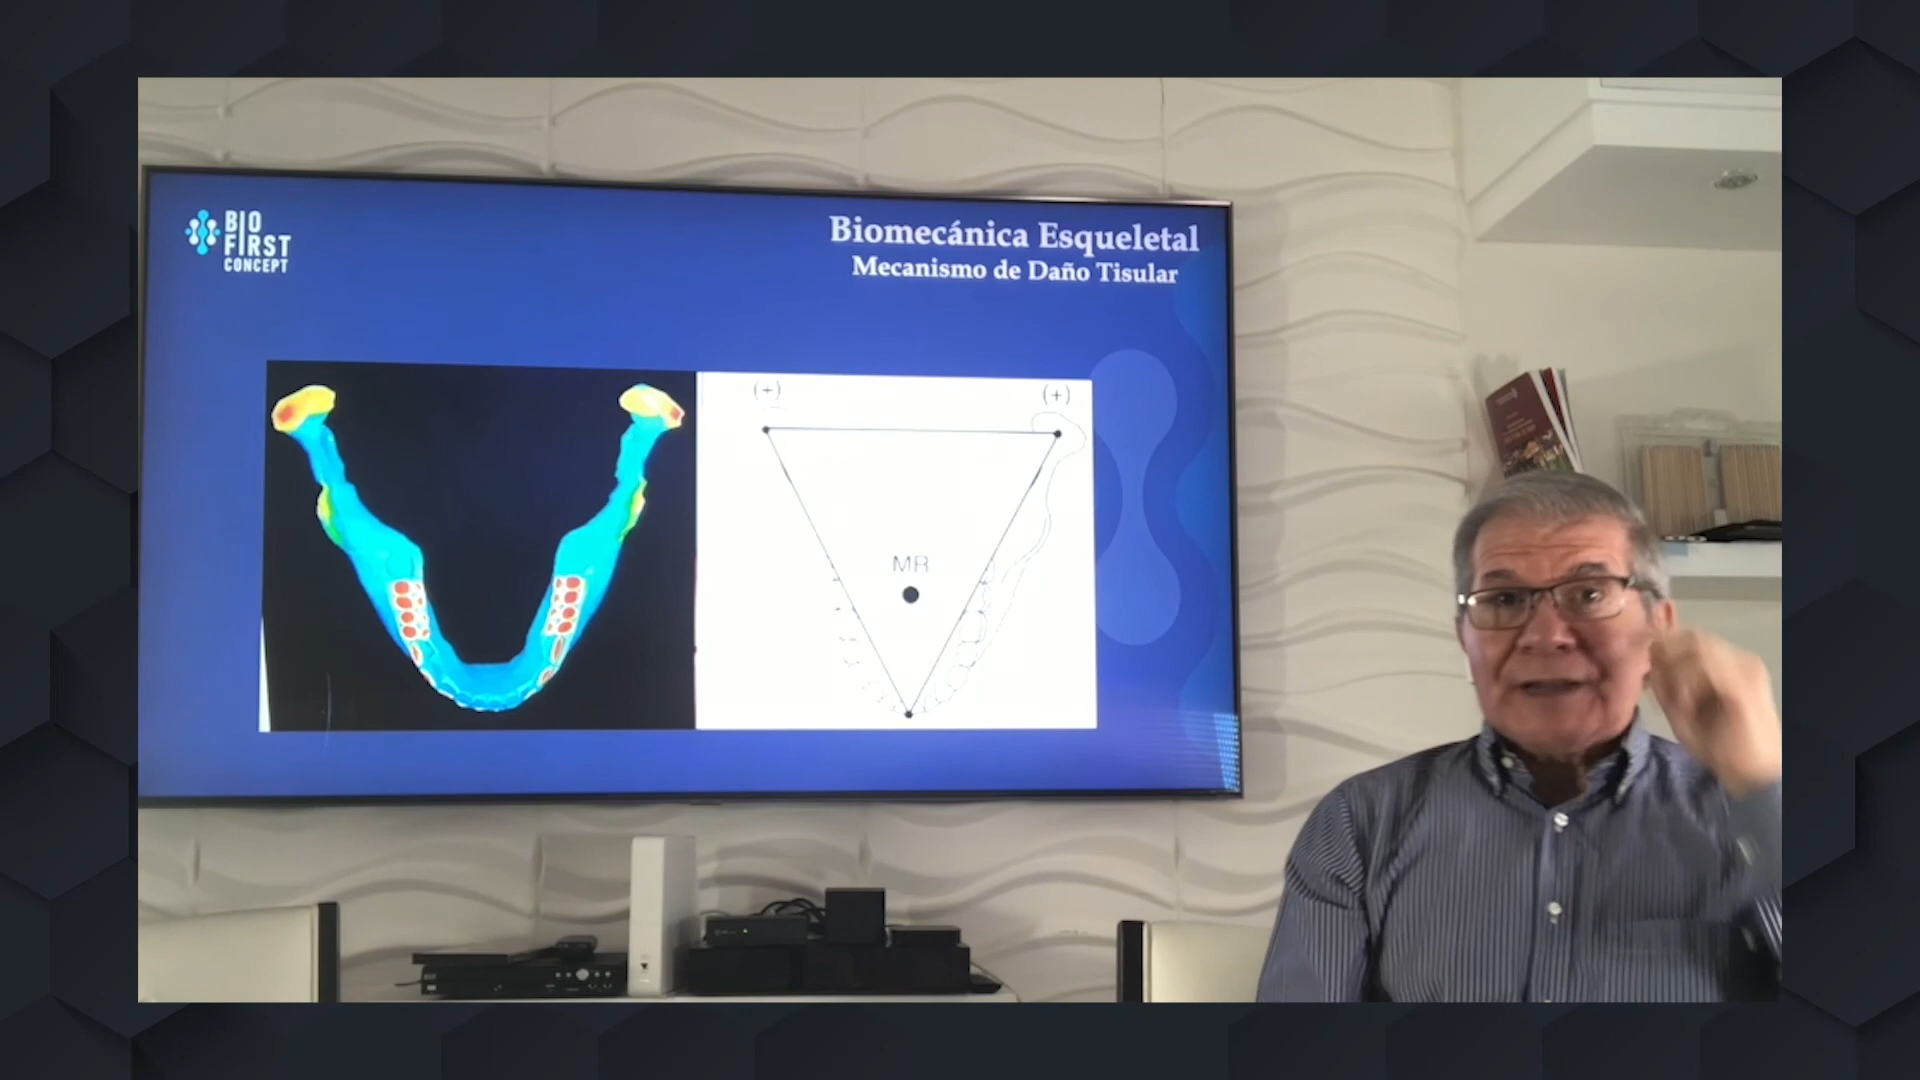 BIO
FIRST
CONCEPT
Biomecánica Esqueletal
Mecanismo de Daño Tisular
(+)
(+)
MR